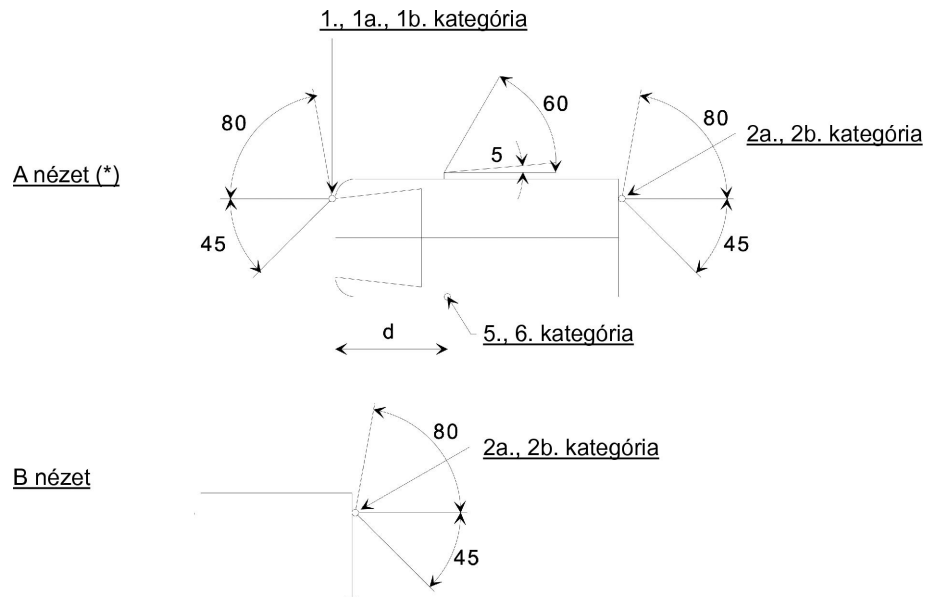 1., 1a., 1b. kategória
80
60
80
2a., 2b. kategória
5
A nézet (*)
45
45
d
5., 6. kategória
80
2a., 2b. kategória
B nézet
45